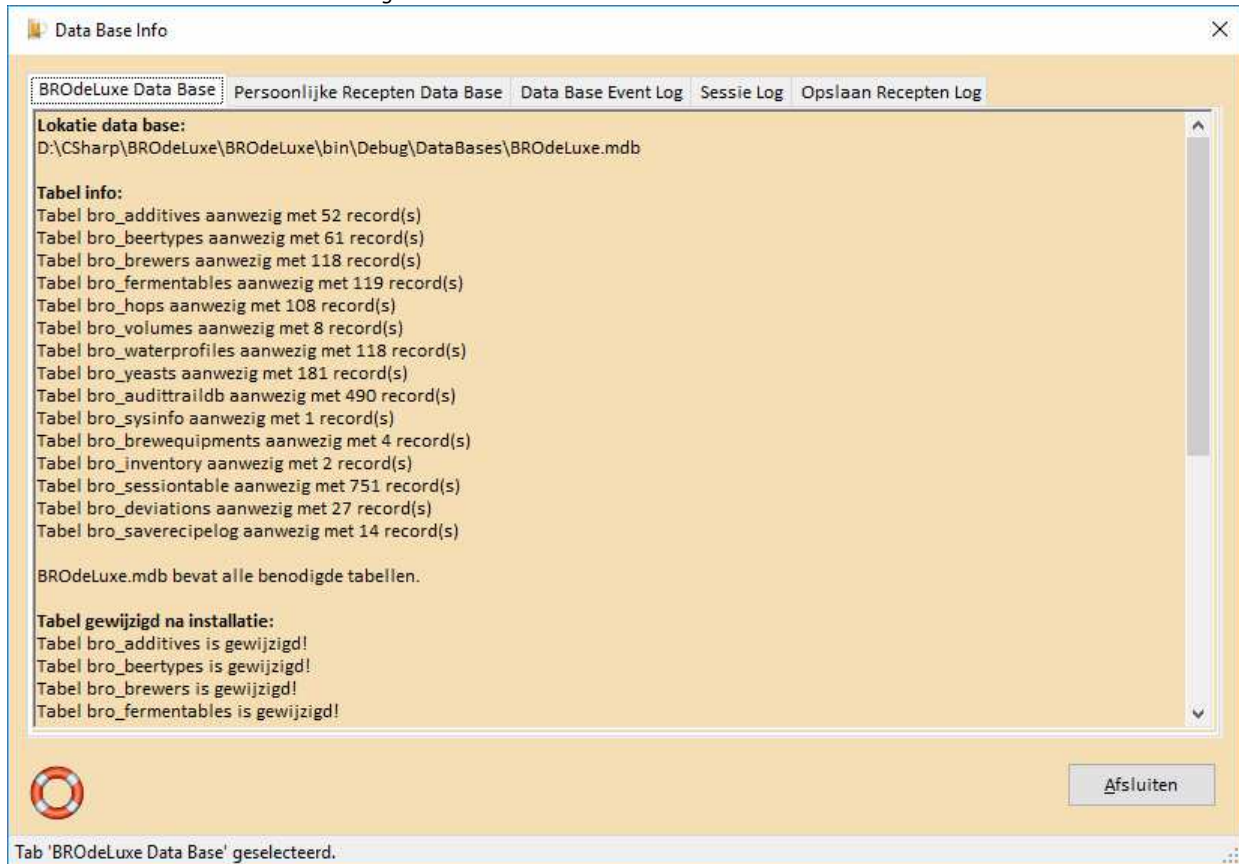 Data Base Info
BROdeLuxe Data Base Persoonlijke Recepten Data Base Data Base Event Log Sessie Log Opslaan Recepten Log
Lokatie data base:
D:\CSharp\BROdeLuxe\BROdeLuxe\bin\Debug\DataBases\BROdeLuxe.mdb
Tabel info:
Tabel bro_additives aanwezig met 52 record(s)
Tabel bro_beertypes aanwezig met 61 record(s)
Tabel bro_brewers aanwezig met 118 record(s)
Tabel bro_fermentables aanwezig met 119 record(s)
Tabel bro_hops aanwezig met 108 record(s)
Tabel bro_volumes aanwezig met 8 record(s)
Tabel bro_waterprofiles aanwezig met 118 record(s)
Tabel bro_yeasts aanwezig met 181 record(s)
Tabel bro_audittraildb aanwezig met 490 record(s)
Tabel bro_sysinfo aanwezig met 1 record(s)
Tabel bro_brewequipments aanwezig met 4 record(s)
Tabel bro_inventory aanwezig met 2 record(s)
Tabel bro_sessiontable aanwezig met 751 record(s)
Tabel bro_deviations aanwezig met 27 record(s)
Tabel bro_saverecipelog aanwezig met 14 record(s)
BROdeLuxe.mdb bevat alle benodigde tabellen.
Tabel gewijzigd na installatie:
Tabel bro_additives is gewijzigd!
Tabel bro_beertypes is gewijzigd!
Tabel bro_brewers is gewijzigd!
Tabel bro_fermentables is gewijzigd!
Afsluiten
Tab 'BROdeLuxe Data Base' geselecteerd.